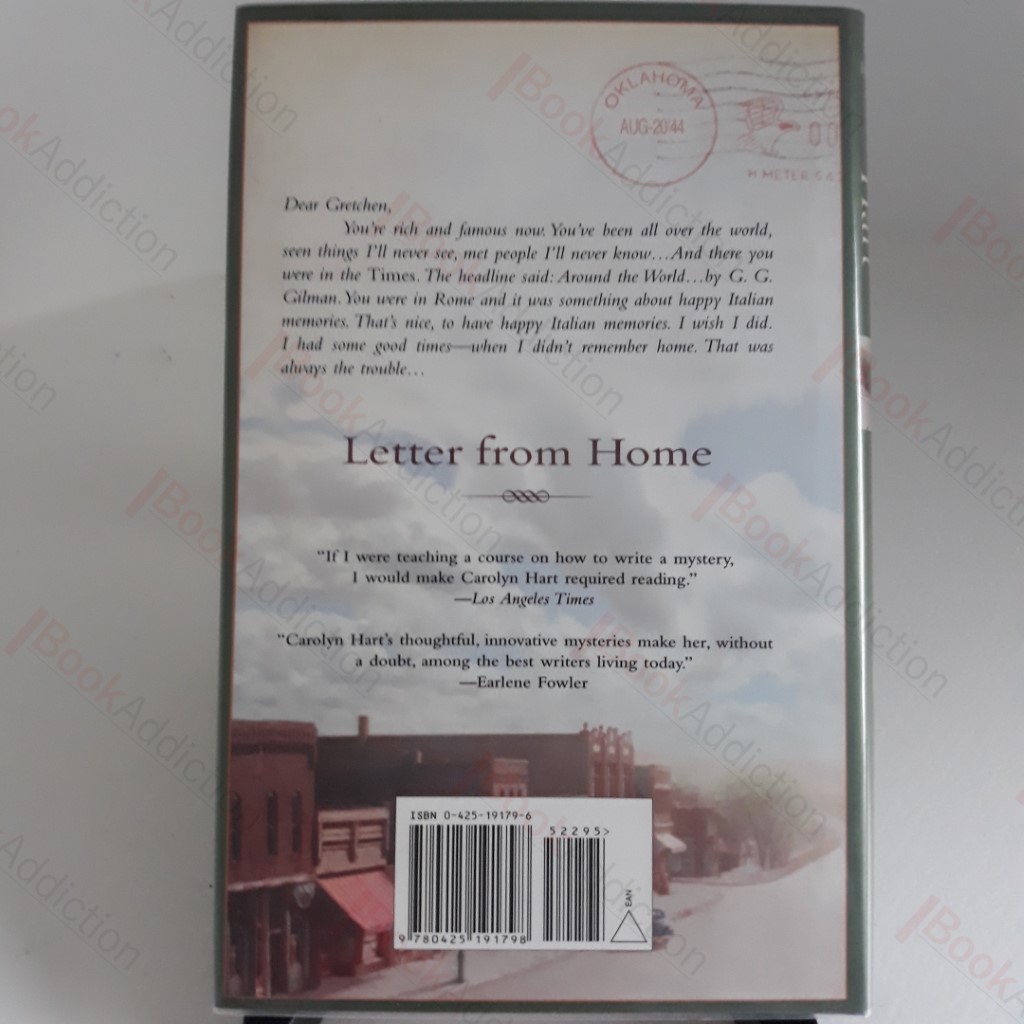 OKLAHOMA
AUG-20'44
00
H METER 54
Dear Gretchen,
You're rich and famous now. You've been all over the world,
seen things I'll never see, met people I'll never know...And there you
were in the Times. The headline said: Around the World...by G. G.
Gilman. You were in Rome and it was something about happy Italian
memories. That's nice, to have happy Italian memories. I wish I did.
I had some good times—when I didn't remember home. That was
always the trouble...
Letter from Home
"If I were teaching a course on how to write a mystery,
I would make Carolyn Hart required reading."
—Los Angeles Times
"Carolyn Hart's thoughtful, innovative mysteries make her, without
a doubt, among the best writers living today."
—Earlene Fowler
ISBN 0-425-19179-6
52295>
9 780425 191798
EAN
BookAddiction